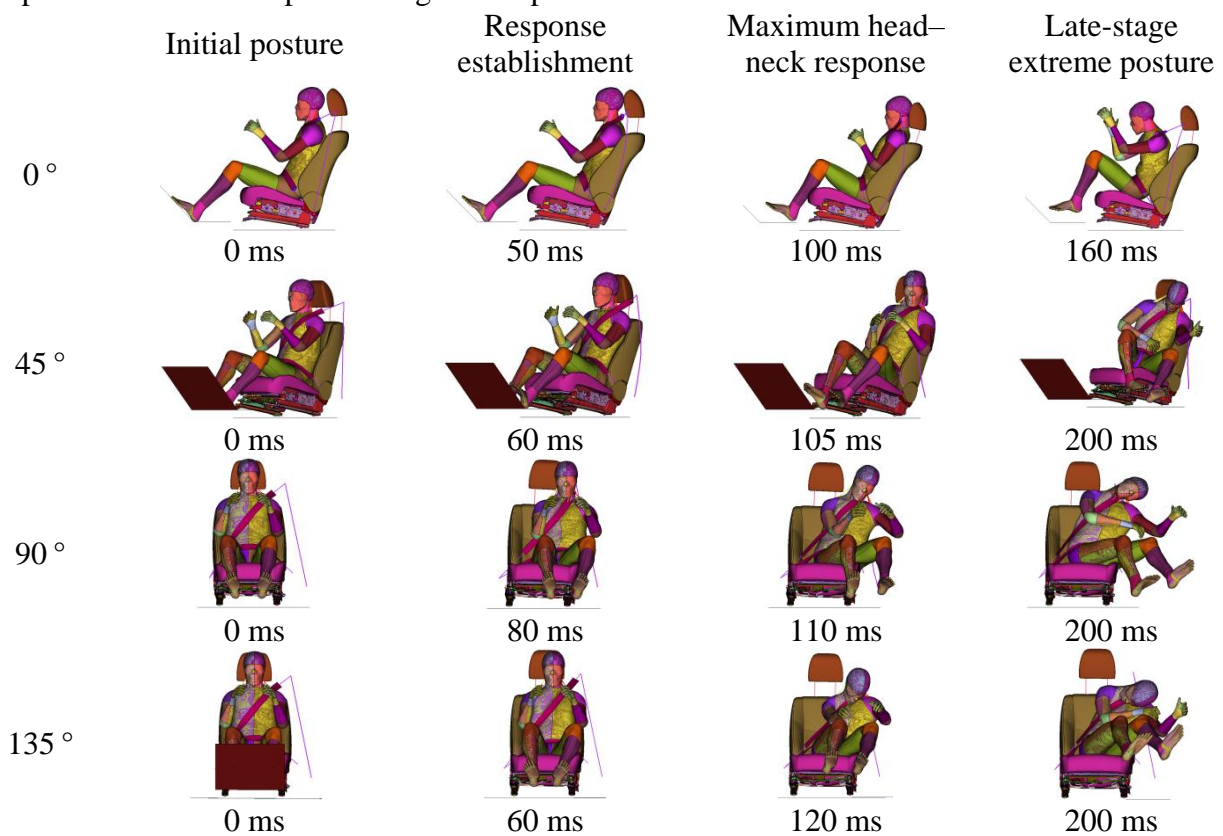 Initial posture
Response
establishment
Maximum head–
neck response
Late-stage
extreme posture
0 °
0 ms
50 ms
100 ms
160 ms
45 °
0 ms
60 ms
105 ms
200 ms
90 °
0 ms
80 ms
110 ms
200 ms
135 °
0 ms
60 ms
120 ms
200 ms